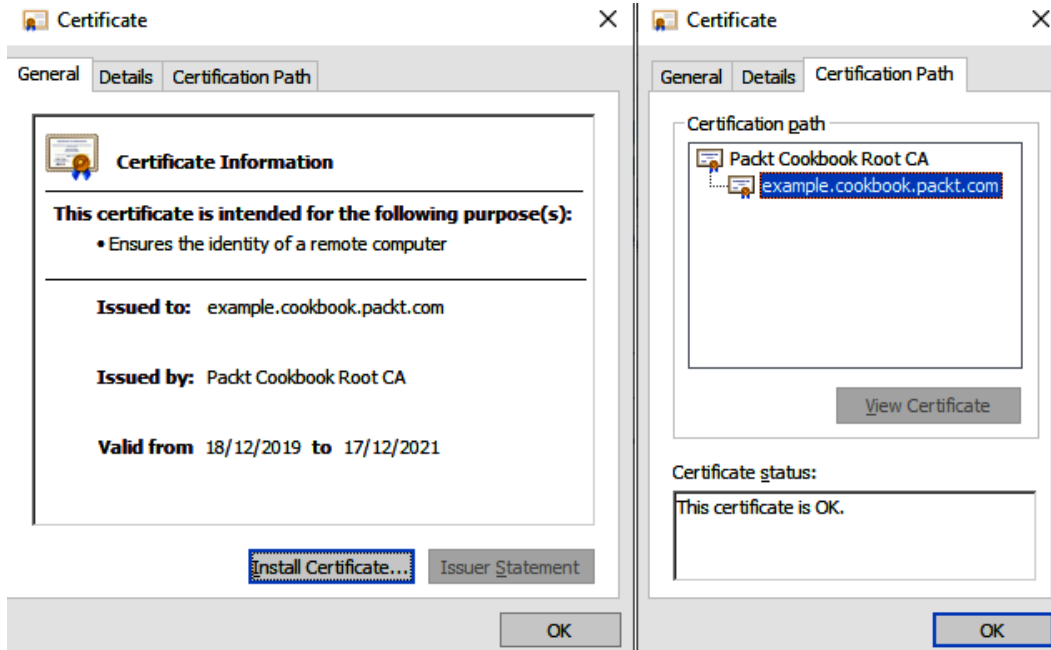 Certificate
General Details Certification Path
Certificate Information
This certificate is intended for the following purpose(s):
• Ensures the identity of a remote computer
Issued to: example.cookbook.packt.com
Issued by: Packt Cookbook Root CA
Valid from 18/12/2019 to 17/12/2021
Install Certificate... Issuer Statement
OK
Certificate
General Details Certification Path
Certification path
Packt Cookbook Root CA
example.cookbook.packt.com
View Certificate
Certificate status:
This certificate is OK.
OK